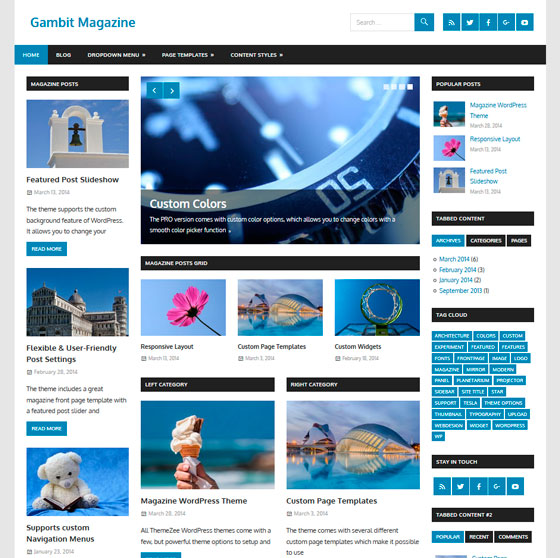 Gambit Magazine
Search
HOME BLOG DROPDOWN MENU » PAGE TEMPLATES » CONTENT STYLES »
MAGAZINE POSTS
Featured Post Slideshow
March 13, 2014
The theme supports the custom
background feature of WordPress.
It allows you to change your
READ MORE
Flexible & User-Friendly
Post Settings
February 28, 2014
The theme includes a great
magazine front page template with
a featured post slider and
READ MORE
Supports custom
Navigation Menus
January 23, 2014
05
Custom Colors
The PRO version comes with custom color options, which allows you to change colors with a
smooth color picker function »
MAGAZINE POSTS GRID
Responsive Layout
March 13, 2014
Custom Page Templates
March 3, 2014
Custom Widgets
February 18, 2014
LEFT CATEGORY
Magazine WordPress Theme
March 28, 2014
All ThemeZee WordPress themes come with a
few, but powerful theme options to setup and
RIGHT CATEGORY
Custom Page Templates
March 3, 2014
The theme comes with several different
custom page templates which make it possible
to use
POPULAR POSTS
Magazine WordPress
Theme
March 28, 2014
Responsive Layout
March 13, 2014
Featured Post
Slideshow
March 13, 2014
TABBED CONTENT
ARCHIVES CATEGORIES PAGES
March 2014 (6)
February 2014 (3)
January 2014 (2)
September 2013 (1)
TAG CLOUD
ARCHITECTURE COLORS CUSTOM
EXPERIMENT FEATURED FEATURES
FONTS FRONTPAGE IMAGE LOGO
MAGAZINE MIRROR MODERN
PANEL PLANETARIUM PROJECTOR
SIDEBAR SITE TITLE STAR
SUPPORT TESLA THEME OPTIONS
THUMBNAIL TYPOGRAPHY UPLOAD
WEBDESIGN WIDGET WORDPRESS
WP
STAY IN TOUCH
TABBED CONTENT #2
POPULAR RECENT COMMENTS
Custom Page